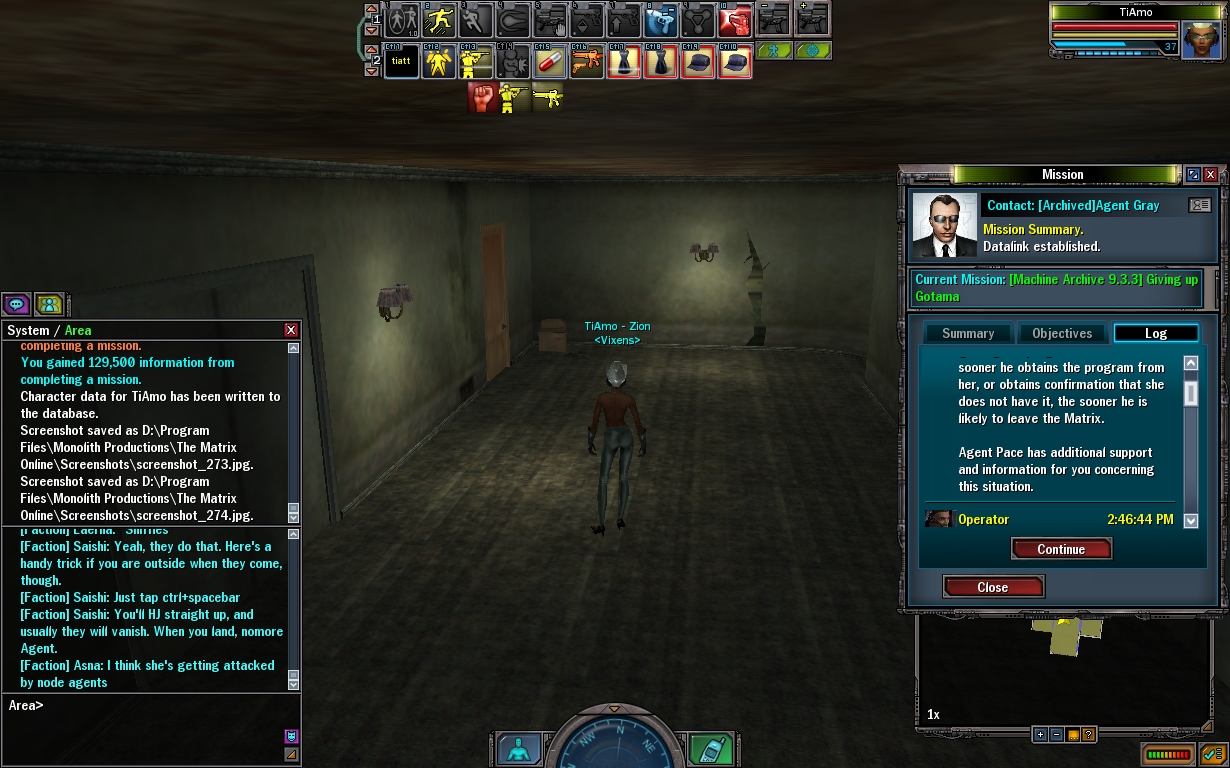 1
1.0
2
tiatt
TiAmo
37
Mission
Contact: [Archived]Agent Gray
Mission Summary.
Datalink established.
Current Mission: [Machine Archive 9.3.3] Giving up
Gotama
Summary
Objectives
Log
sooner he obtains the program from
her, or obtains confirmation that she
does not have it, the sooner he is
likely to leave the Matrix.
Agent Pace has additional support
and information for you concerning
this situation.
Operator
2:46:44 PM
Continue
Close
1x
TiAmo - Zion
<Vixens>
System / Area
completing a mission.
You gained 129,500 information from
completing a mission.
Character data for TiAmo has been written to
the database.
Screenshot saved as D:\Program
Files\Monolith Productions\The Matrix
Online\Screenshots\screenshot_273.jpg.
Screenshot saved as D:\Program
Files\Monolith Productions\The Matrix
Online\Screenshots\screenshot_274.jpg.
[Faction] Saishi: Yeah, they do that. Here's a
handy trick if you are outside when they come,
though.
[Faction] Saishi: Just tap ctrl+spacebar
[Faction] Saishi: You'll HJ straight up, and
usually they will vanish. When you land, nomore
Agent.
[Faction] Asna: I think she's getting attacked
by node agents
Area>
NW
N
NE